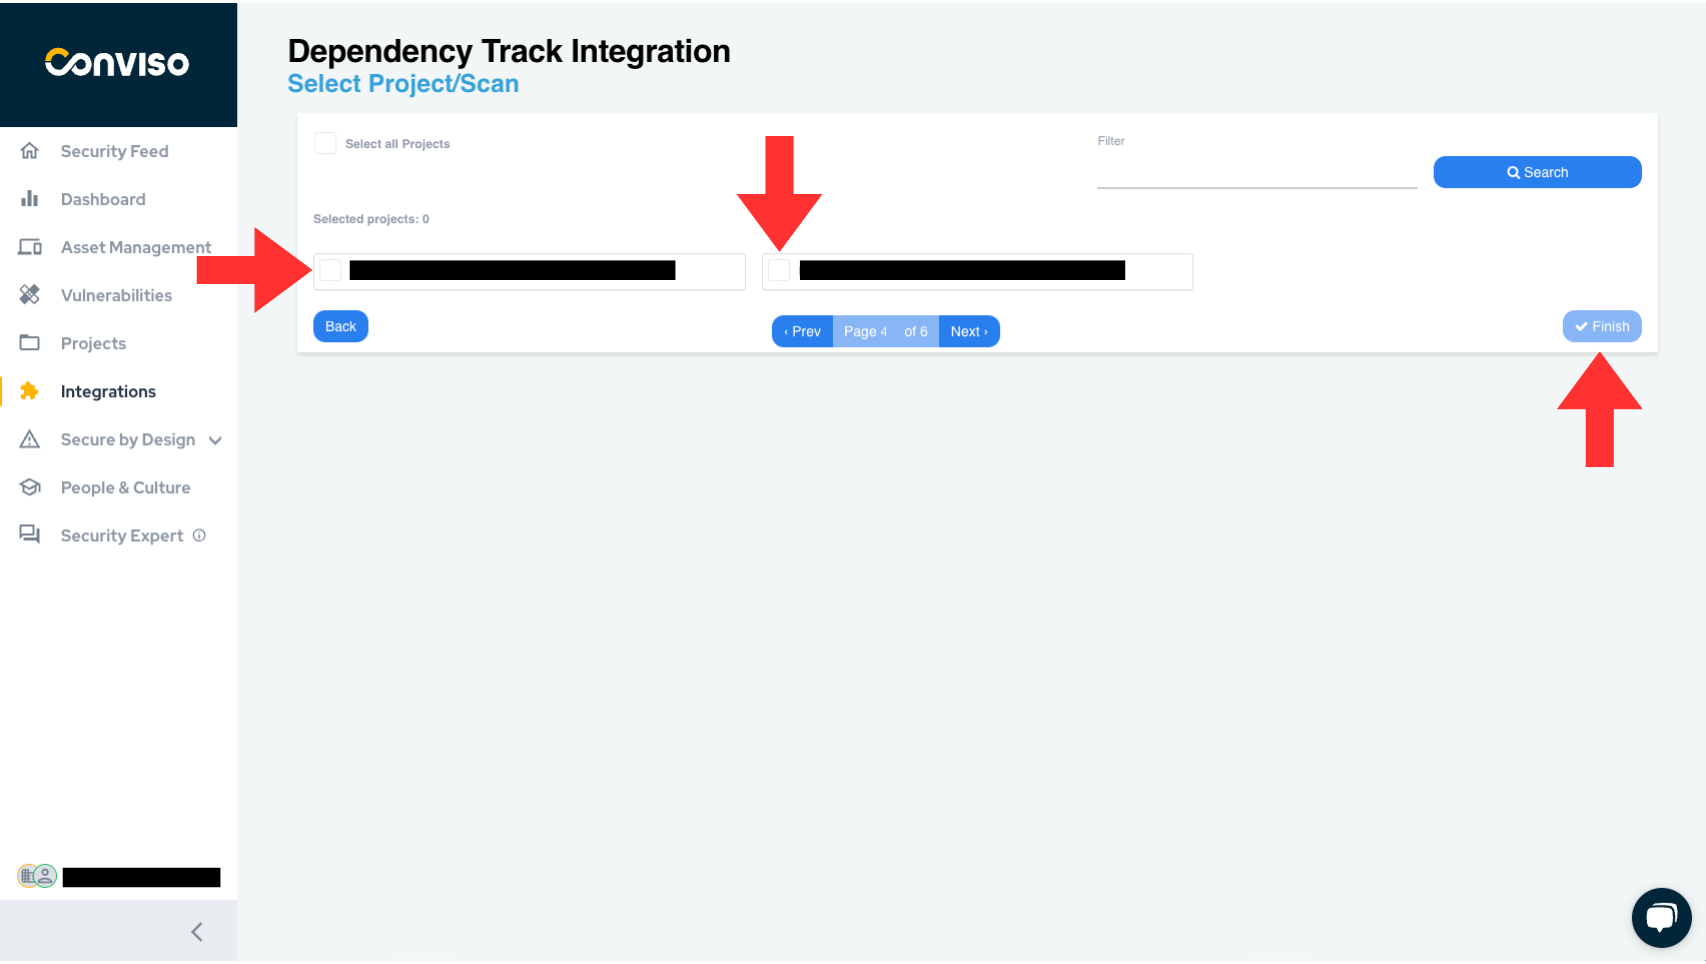 Conviso
Dependency Track Integration
Select Project/Scan
Security Feed
Dashboard
Asset Management
Vulnerabilities
Projects
Integrations
Secure by Design
People & Culture
Security Expert
Select all Projects
Filter
Search
Selected projects: 0
Back
‹ Prev Page 4 of 6 Next ›
Finish